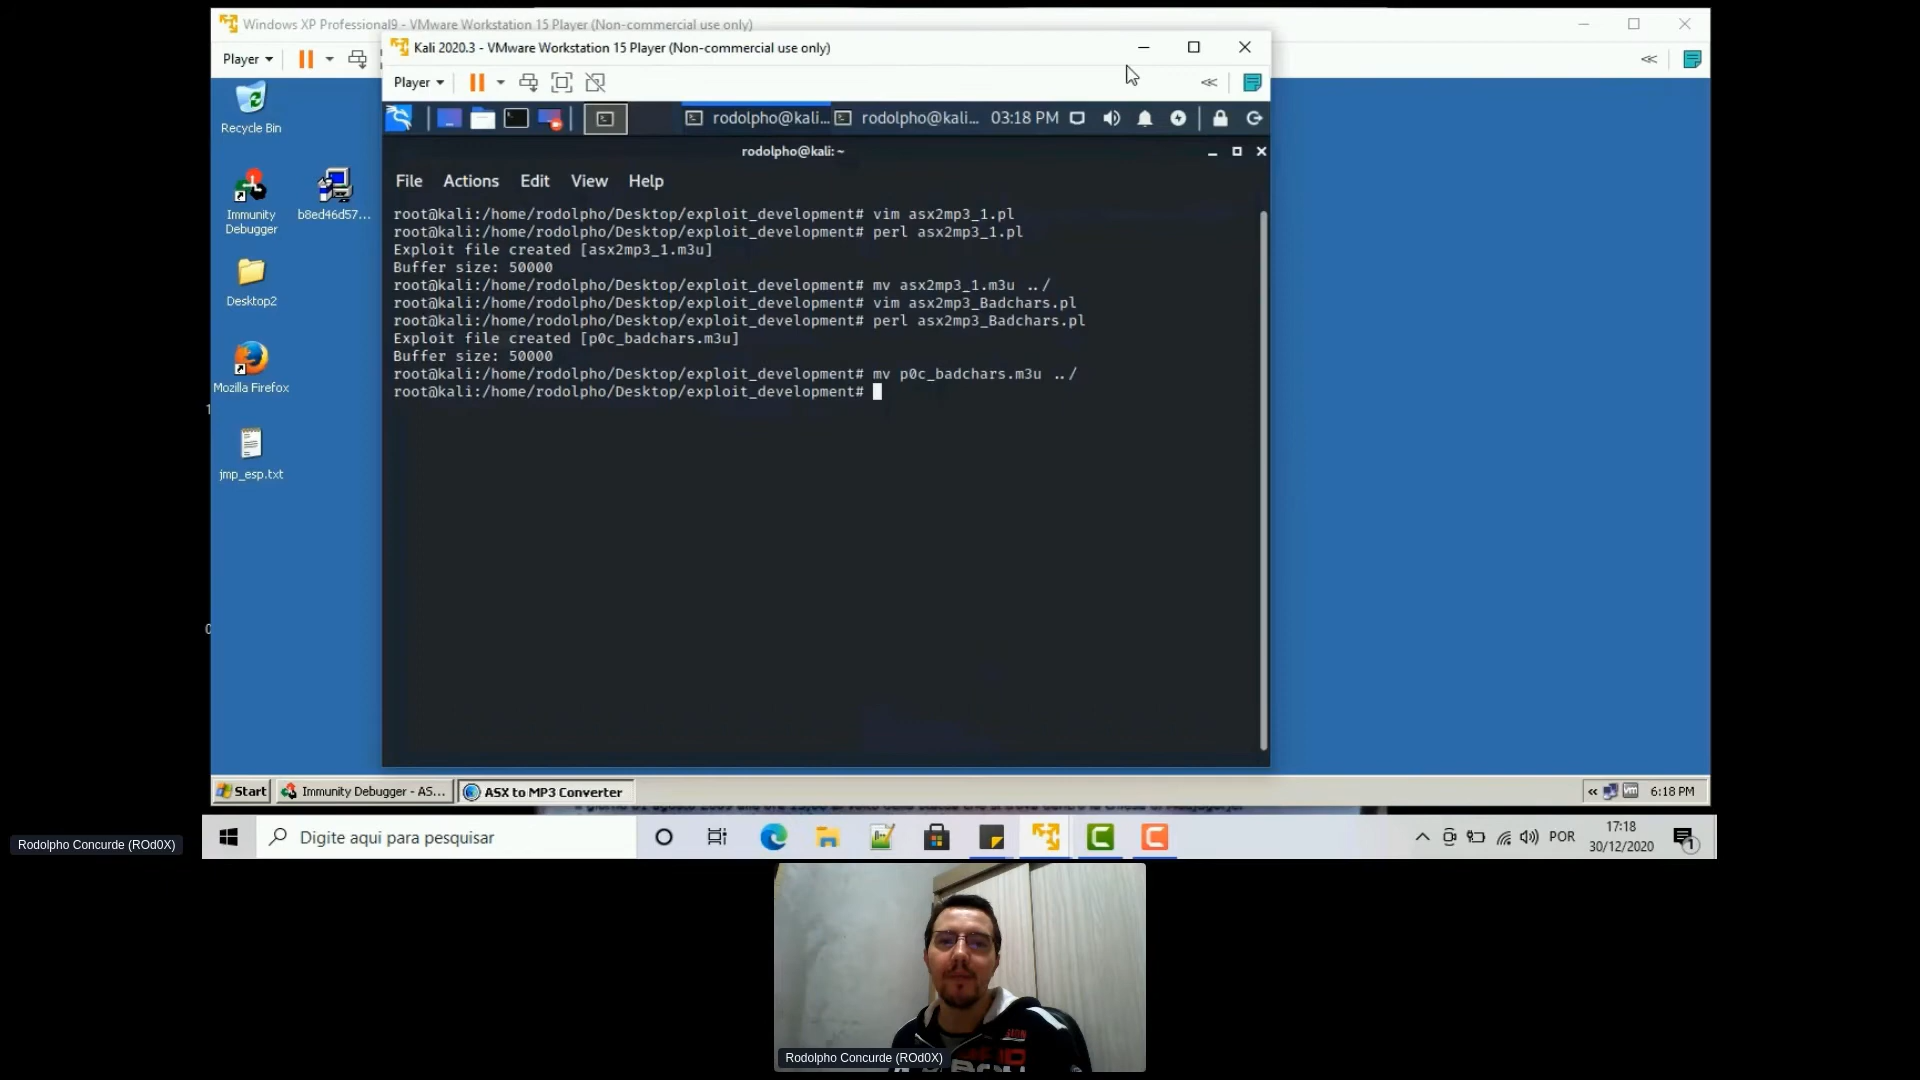 Windows XP Professional9 - VMware Workstation 15 Player (Non-commercial use only)
Player
Kali 2020.3 - VMware Workstation 15 Player (Non-commercial use only)
Player
rodolpho@kali...
rodolpho@kali...
03:18 PM
rodolpho@kali: ~
File Actions Edit View Help
root@kali:/home/rodolpho/Desktop/exploit_development# vim asx2mp3_1.pl
root@kali:/home/rodolpho/Desktop/exploit_development# perl asx2mp3_1.pl
Exploit file created [asx2mp3_1.m3u]
Buffer size: 50000
root@kali:/home/rodolpho/Desktop/exploit_development# mv asx2mp3_1.m3u ../
root@kali:/home/rodolpho/Desktop/exploit_development# vim asx2mp3_Badchars.pl
root@kali:/home/rodolpho/Desktop/exploit_development# perl asx2mp3_Badchars.pl
Exploit file created [p0c_badchars.m3u]
Buffer size: 50000
root@kali:/home/rodolpho/Desktop/exploit_development# mv p0c_badchars.m3u ../
root@kali:/home/rodolpho/Desktop/exploit_development#
Recycle Bin
Immunity
Debugger
b8ed46d57...
Desktop2
Mozilla Firefox
jmp_esp.txt
Start
Immunity Debugger - AS...
ASX to MP3 Converter
6:18 PM
Digite aqui para pesquisar
POR
17:18
30/12/2020
1
Rodolpho Concurde (ROd0X)
Rodolpho Concurde (ROd0X)